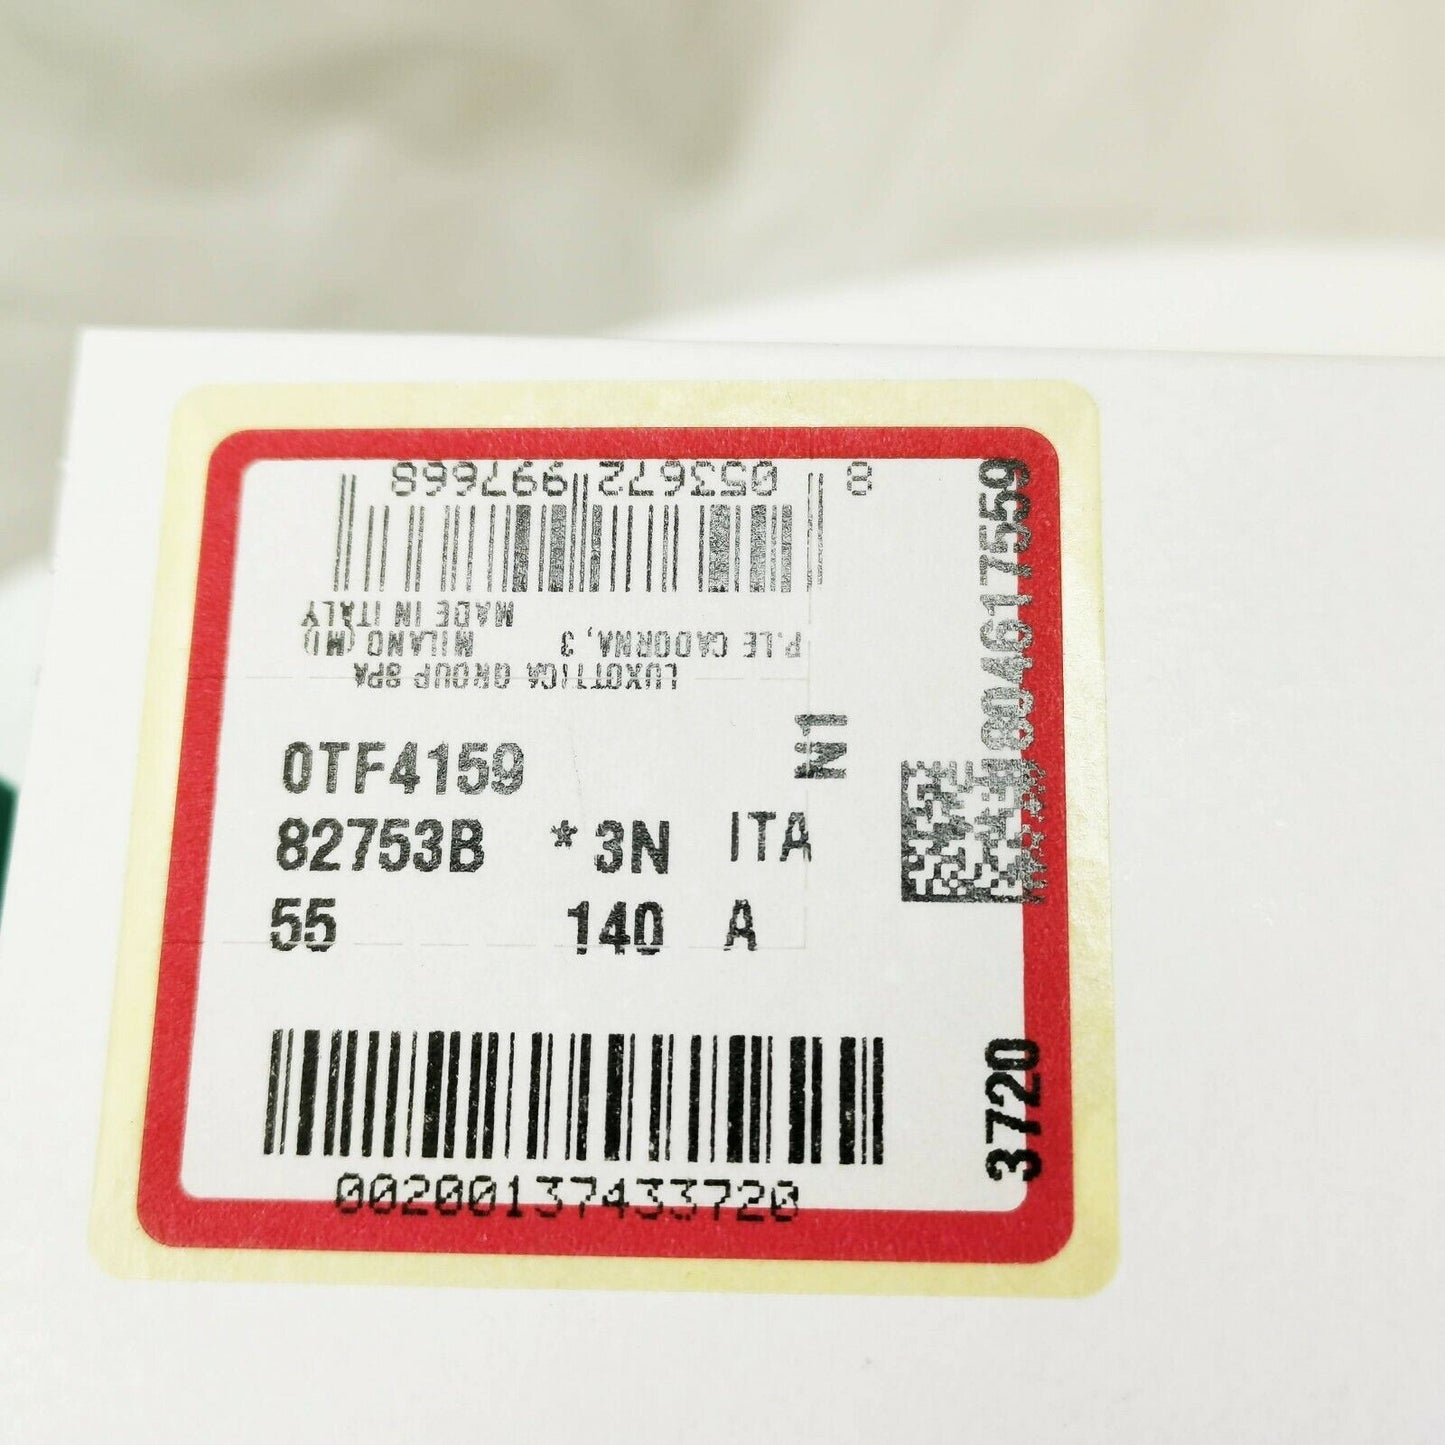 8 053672 997668
MADE IN ITALY
P.LE CADORNA, 3 MILANO (MI)
LUXOTTICA GROUP SPA
0TF4159
N1
82753B * 3N ITA
55 140 A
00200137433720
804617559
3720